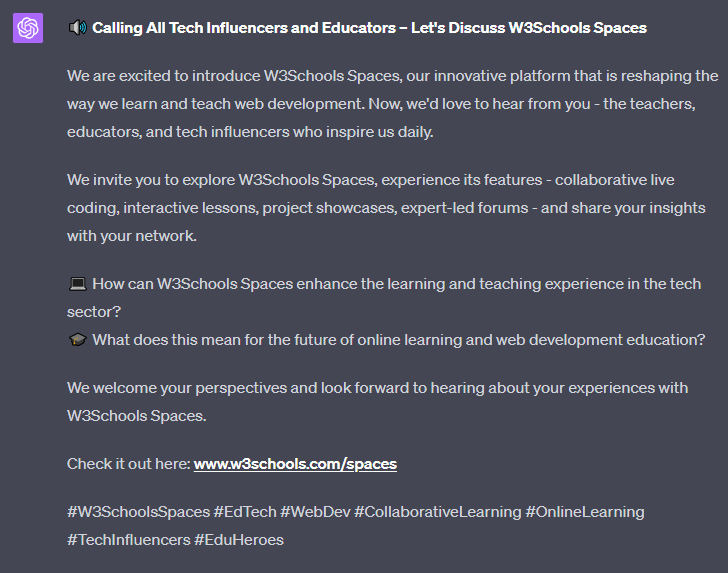 🔊 Calling All Tech Influencers and Educators – Let's Discuss W3Schools Spaces
We are excited to introduce W3Schools Spaces, our innovative platform that is reshaping the
way we learn and teach web development. Now, we'd love to hear from you - the teachers,
educators, and tech influencers who inspire us daily.
We invite you to explore W3Schools Spaces, experience its features - collaborative live
coding, interactive lessons, project showcases, expert-led forums - and share your insights
with your network.
💻 How can W3Schools Spaces enhance the learning and teaching experience in the tech
sector?
🎓 What does this mean for the future of online learning and web development education?
We welcome your perspectives and look forward to hearing about your experiences with
W3Schools Spaces.
Check it out here: www.w3schools.com/spaces
#W3SchoolsSpaces #EdTech #WebDev #CollaborativeLearning #OnlineLearning
#TechInfluencers #EduHeroes